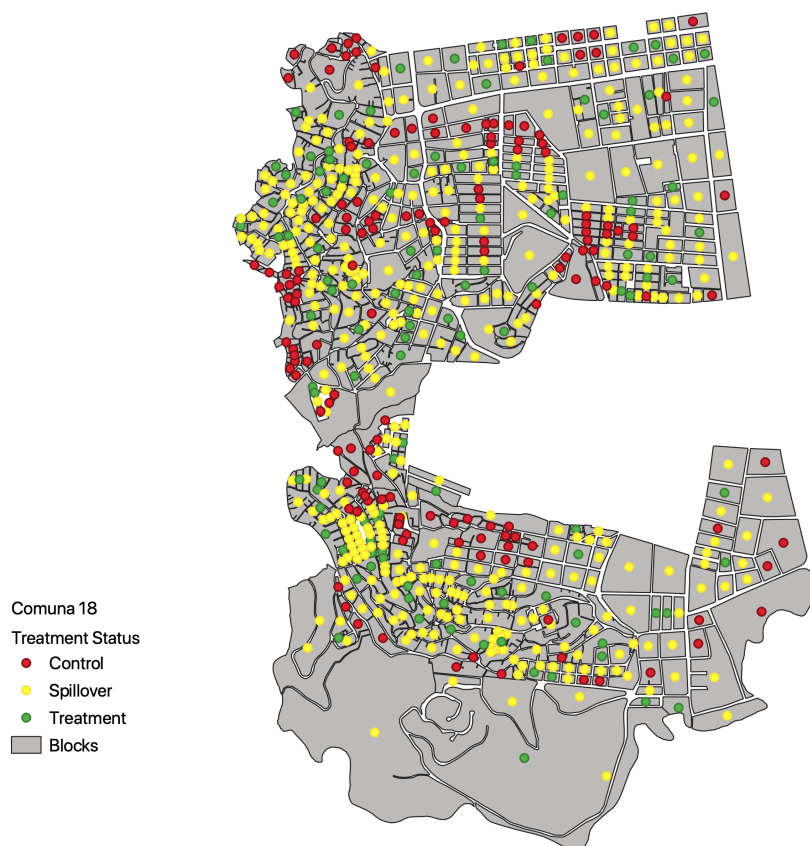 Comuna 18
Treatment Status
Control
Spillover
Treatment
Blocks